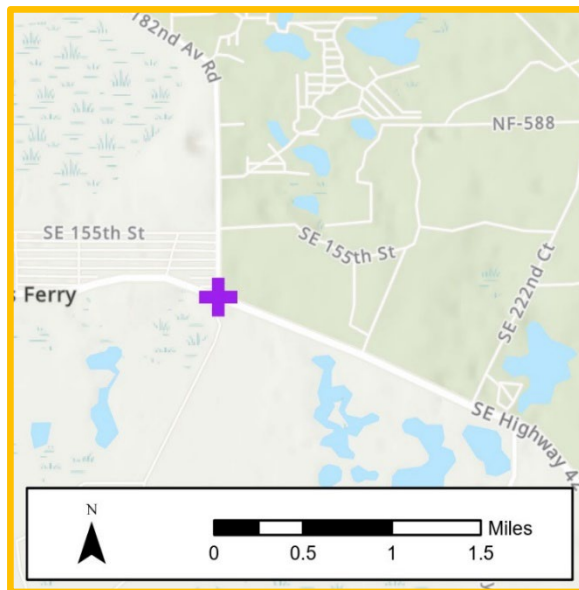 182nd Av Rd
NF-588
SE 155th St
SE 155th St
s Ferry
SE 222nd Ct
SE Highway 42
N
Miles
0 0.5 1 1.5